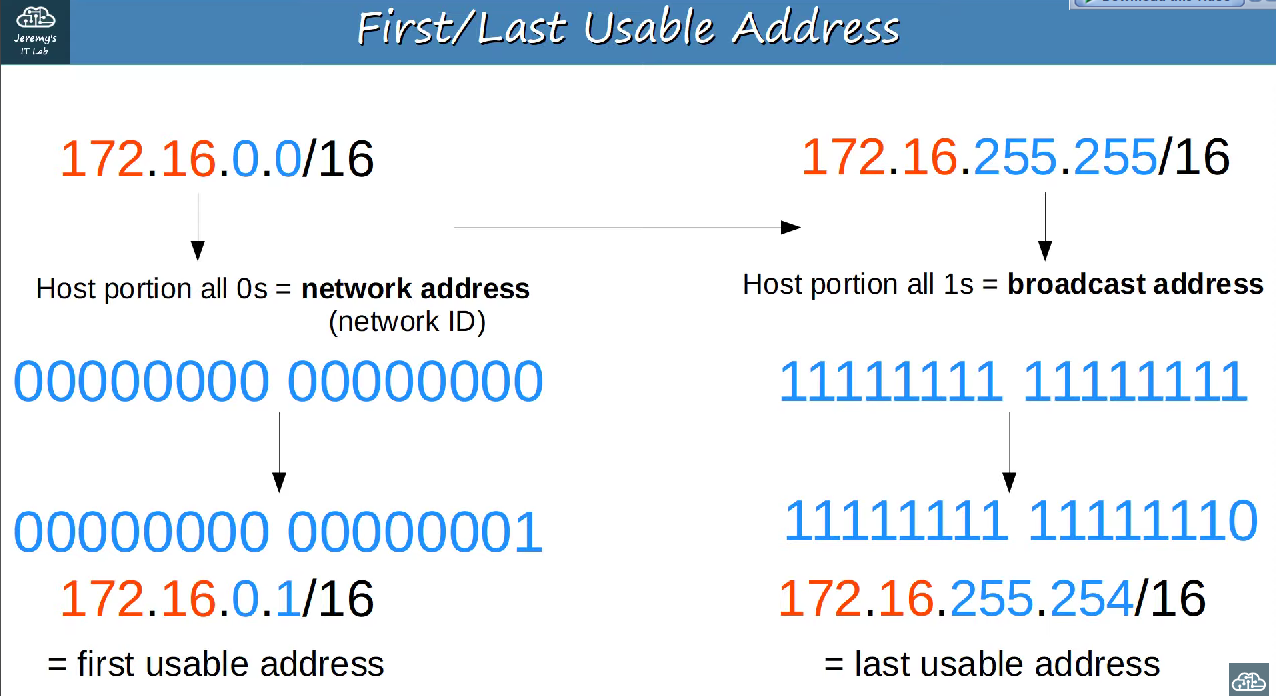 Jeremy's
IT Lab
First/Last Usable Address
172.16.0.0/16
Host portion all 0s = network address
(network ID)
00000000 00000000
00000000 00000001
172.16.0.1/16
= first usable address
172.16.255.255/16
Host portion all 1s = broadcast address
11111111 11111111
11111111 11111110
172.16.255.254/16
= last usable address